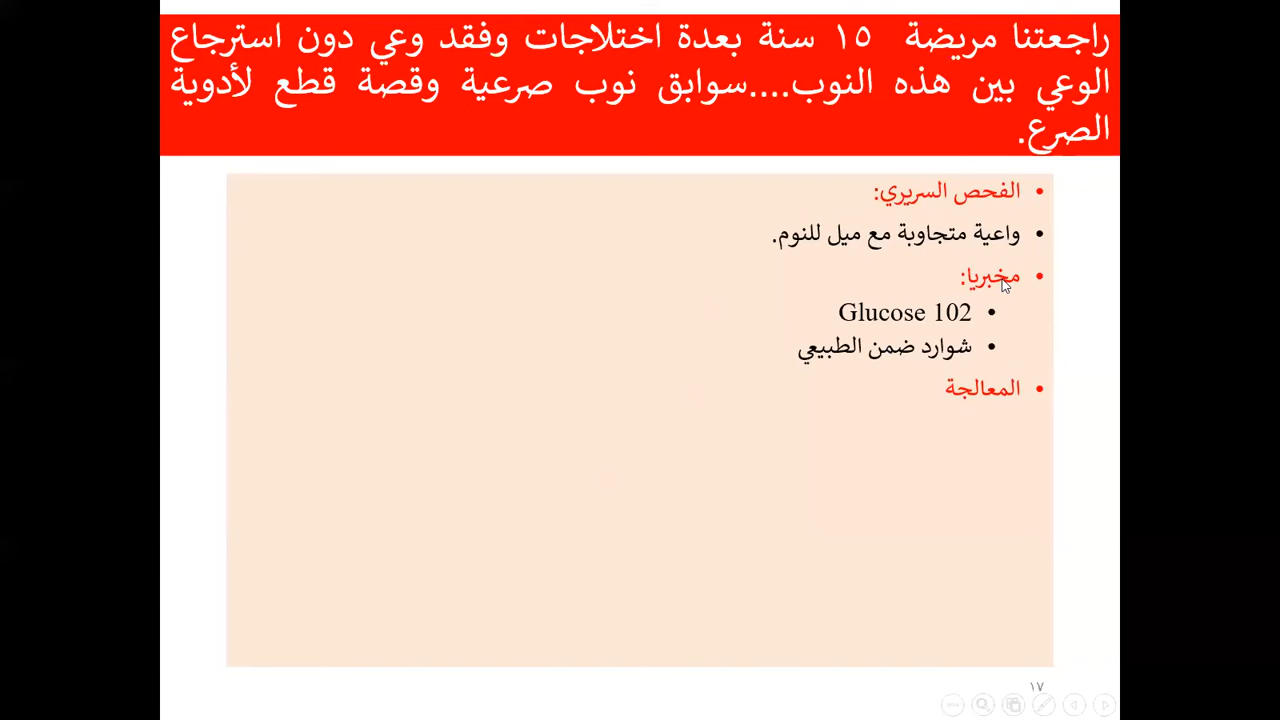 راجعتنا مريضة ١٥ سنة بعدة اختلاجات وفقد وعي دون استرجاع
الوعي بين هذه النوب....سوابق نوب صرعية وقصة قطع لأدوية
الصرع.
• الفحص السريري:
• واعية متجاوبة مع ميل للنوم.
• مخبريا:
• Glucose 102
• شوارد ضمن الطبيعي
• المعالجة
١٧